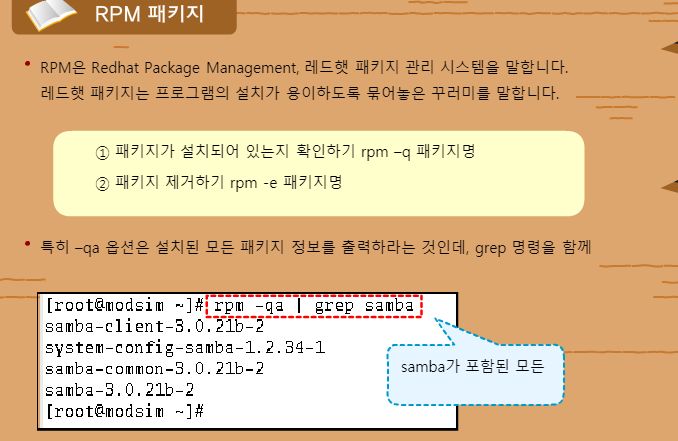 RPM 패키지
RPM은 Redhat Package Management, 레드햇 패키지 관리 시스템을 말합니다.
레드햇 패키지는 프로그램의 설치가 용이하도록 묶어놓은 꾸러미를 말합니다.
① 패키지가 설치되어 있는지 확인하기 rpm –q 패키지명
② 패키지 제거하기 rpm -e 패키지명
특히 –qa 옵션은 설치된 모든 패키지 정보를 출력하라는 것인데, grep 명령을 함께
[root@modsim ~]# rpm -qa | grep samba
samba-client-3.0.21b-2
system-config-samba-1.2.34-1
samba-common-3.0.21b-2
samba-3.0.21b-2
[root@modsim ~]#
samba가 포함된 모든